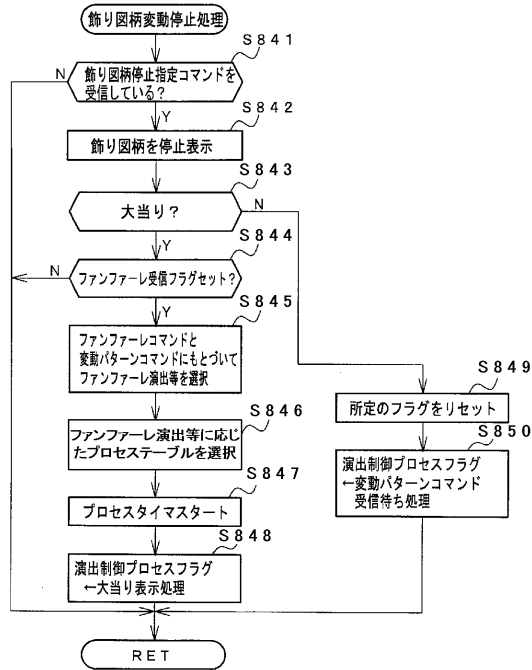 飾り図柄変動停止処理
S841
N
飾り図柄停止指定コマンドを
受信している?
Y
S842
飾り図柄を停止表示
S843
大当り?
N
Y
S844
N
ファンファーレ受信フラグセット?
Y
S845
ファンファーレコマンドと
変動パターンコマンドにもとづいて
ファンファーレ演出等を選択
S849
所定のフラグをリセット
S846
ファンファーレ演出等に応じ
たプロセステーブルを選択
S850
演出制御プロセスフラグ
←変動パターンコマンド
受信待ち処理
S847
プロセスタイマスタート
S848
演出制御プロセスフラグ
←大当り表示処理
RET